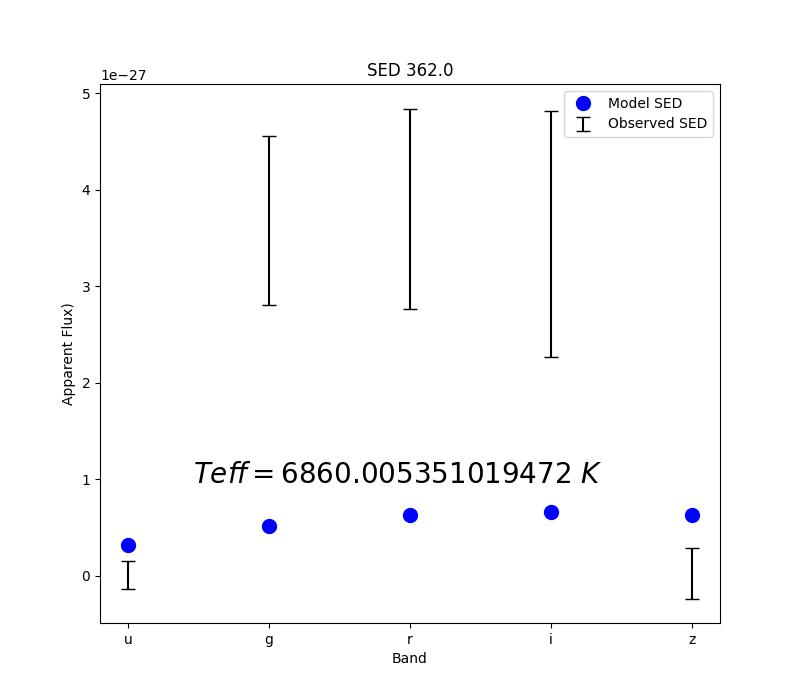 SED 362.0
1e−27
Model SED
Observed SED
5
4
3
2
1
0
Apparent Flux)
Teff = 6860.005351019472 K
u g r i z
Band